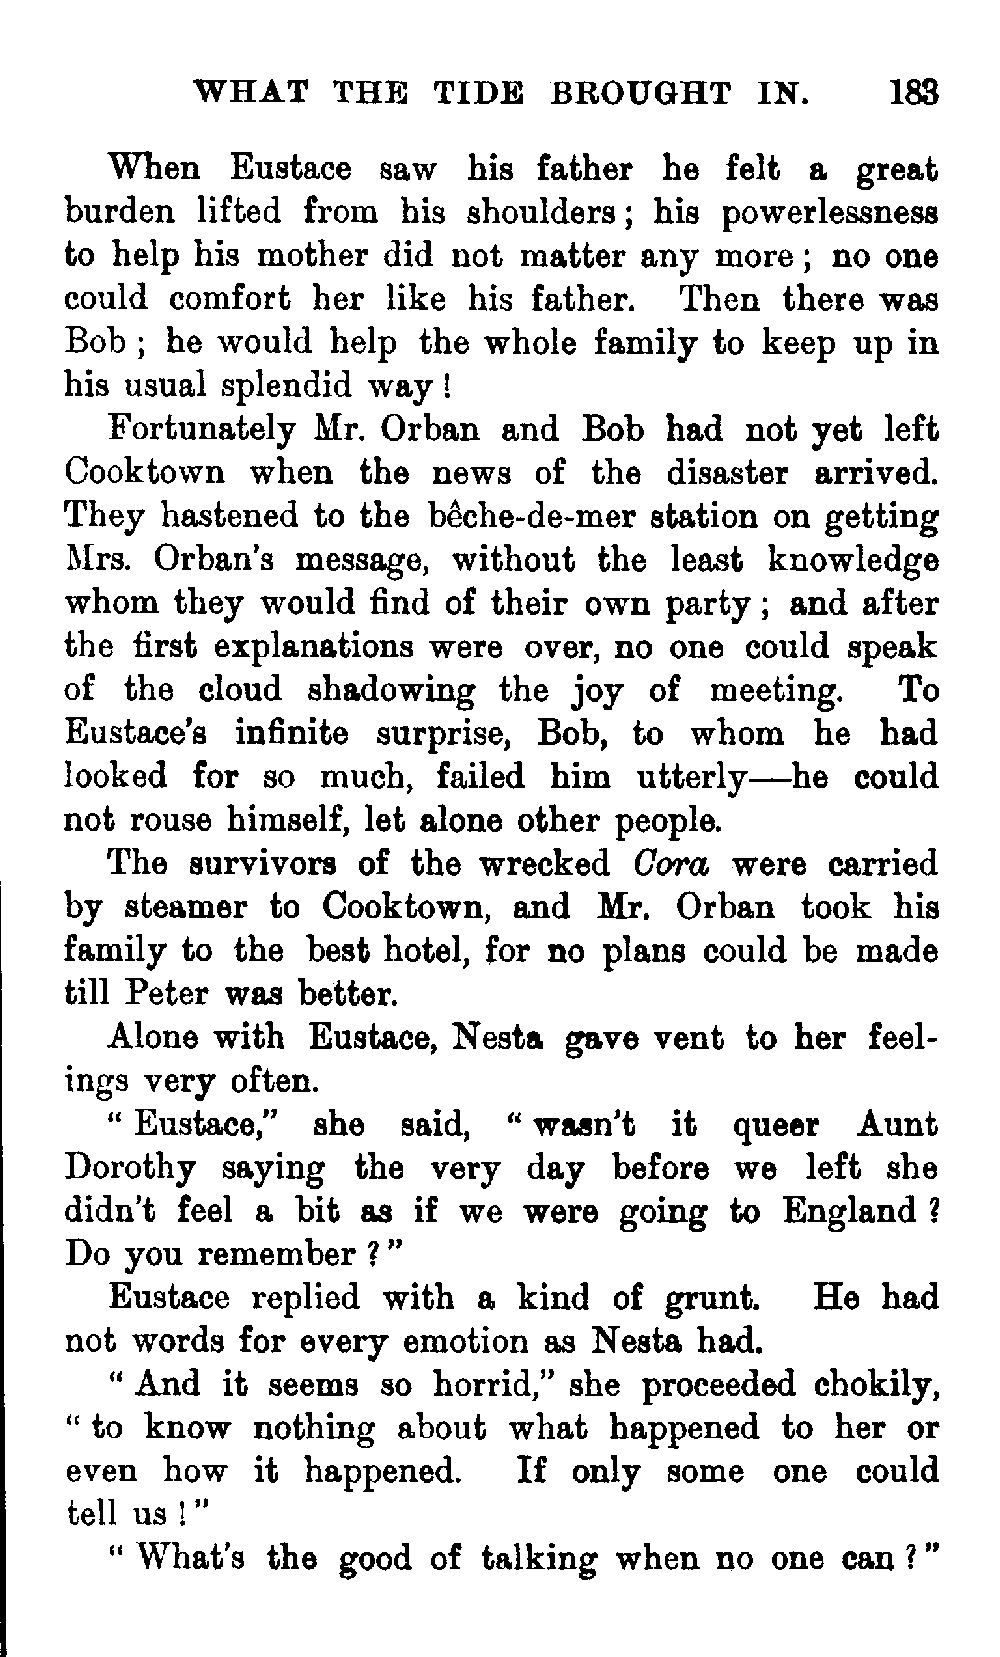 WHAT THE TIDE BROUGHT IN. 183
When Eustace saw his father he felt a great
burden lifted from his shoulders; his powerlessness
to help his mother did not matter any more; no one
could comfort her like his father. Then there was
Bob; he would help the whole family to keep up in
his usual splendid way!
Fortunately Mr. Orban and Bob had not yet left
Cooktown when the news of the disaster arrived.
They hastened to the bêche-de-mer station on getting
Mrs. Orban's message, without the least knowledge
whom they would find of their own party; and after
the first explanations were over, no one could speak
of the cloud shadowing the joy of meeting. To
Eustace's infinite surprise, Bob, to whom he had
looked for so much, failed him utterly—he could
not rouse himself, let alone other people.
The survivors of the wrecked Cora were carried
by steamer to Cooktown, and Mr. Orban took his
family to the best hotel, for no plans could be made
till Peter was better.
Alone with Eustace, Nesta gave vent to her feel-
ings very often.
"Eustace," she said, "wasn't it queer Aunt
Dorothy saying the very day before we left she
didn't feel a bit as if we were going to England?
Do you remember?"
Eustace replied with a kind of grunt. He had
not words for every emotion as Nesta had.
"And it seems so horrid," she proceeded chokily,
"to know nothing about what happened to her or
even how it happened. If only some one could
tell us!"
"What's the good of talking when no one can?"